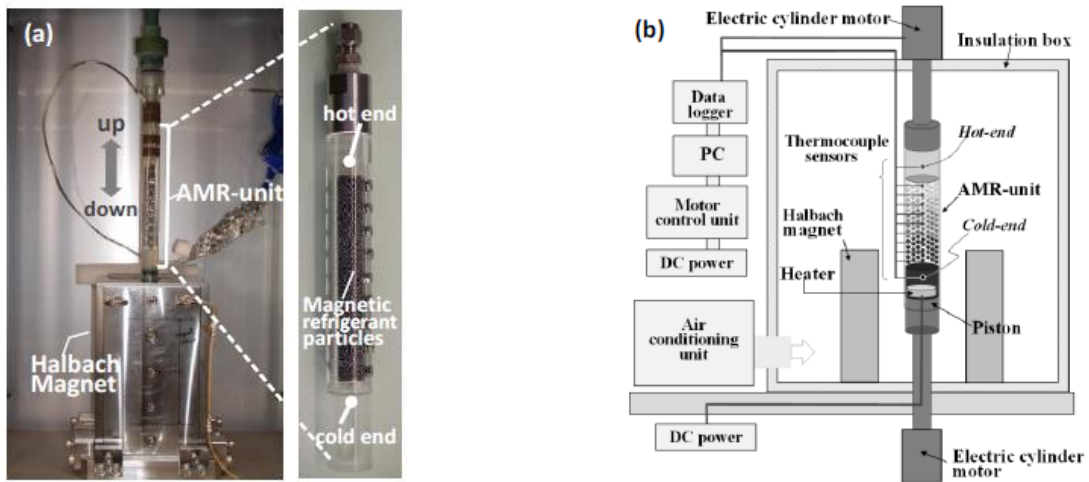 (a)
up
down
AMR-unit
Halbach
Magnet
hot end
Magnetic
refrigerant
particles
cold end
(b)
Electric cylinder
motor
Insulation box
Data
logger
PC
Motor
control unit
DC power
Thermocouple
sensors
Hot-end
AMR-unit
Cold-end
Halbach
magnet
Heater
Piston
Air
conditioning
unit
DC power
Electric cylinder
motor